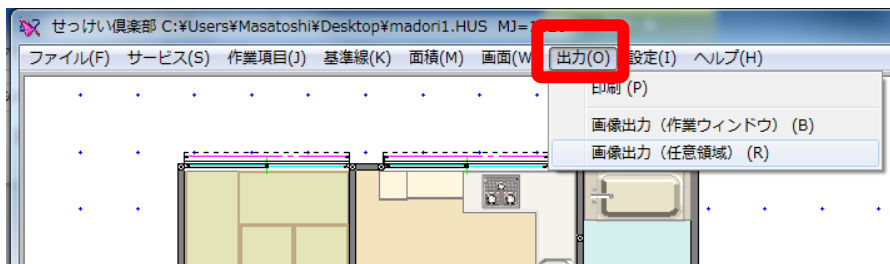 せっけい倶楽部 C:¥Users¥Masatoshi¥Desktop¥madori1.HUS MJ=1
ファイル(F) サービス(S) 作業項目(J) 基準線(K) 面積(M) 画面(W 出力(O) 設定(I) ヘルプ(H)
印刷 (P)
画像出力（作業ウィンドウ） (B)
画像出力（任意領域） (R)